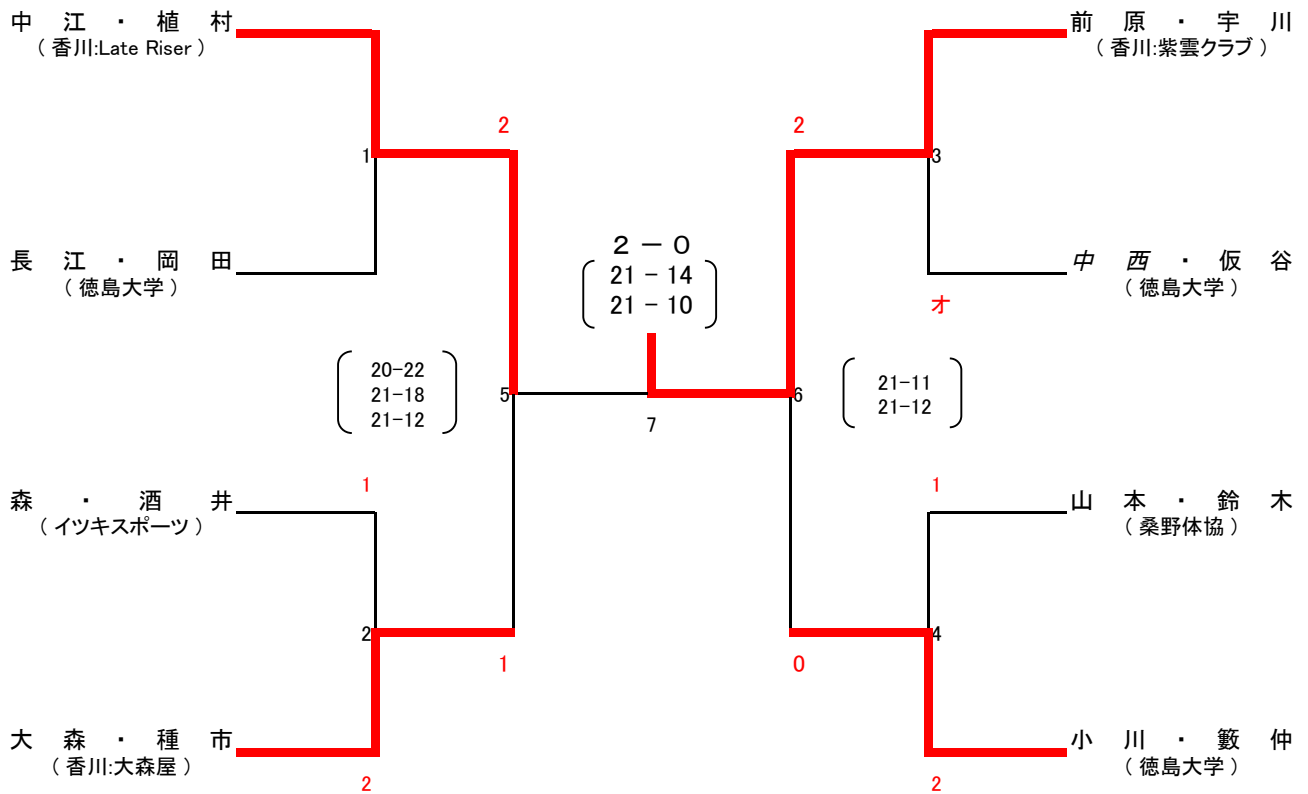 中江・植村
（香川:Late Riser）
前原・宇川
（香川:紫雲クラブ）
2
2
1
3
2－0
21－14
21－10
長江・岡田
（徳島大学）
中西・仮谷
（徳島大学）
オ
20-22
21-18
21-12
5
7
6
21-11
21-12
1
1
森・酒井
（イツキスポーツ）
山本・鈴木
（桑野体協）
2
4
1
0
大森・種市
（香川:大森屋）
小川・籔仲
（徳島大学）
2
2